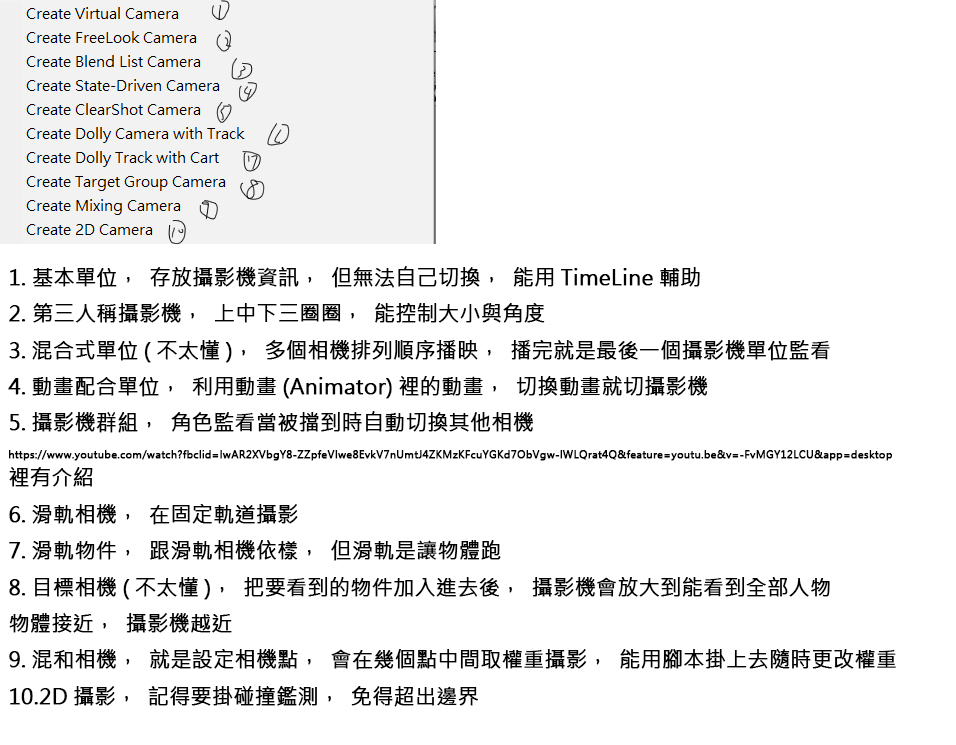 Create Virtual Camera ①
Create FreeLook Camera ②
Create Blend List Camera ③
Create State-Driven Camera ④
Create ClearShot Camera ⑤
Create Dolly Camera with Track ⑥
Create Dolly Track with Cart ⑦
Create Target Group Camera ⑧
Create Mixing Camera ⑨
Create 2D Camera ⑩
1. 基本單位， 存放攝影機資訊， 但無法自己切換， 能用 TimeLine 輔助
2. 第三人稱攝影機， 上中下三圈圈， 能控制大小與角度
3. 混合式單位 ( 不太懂 )， 多個相機排列順序播映， 播完就是最後一個攝影機單位監看
4. 動畫配合單位， 利用動畫 (Animator) 裡的動畫， 切換動畫就切攝影機
5. 攝影機群組， 角色監看當被擋到時自動切換其他相機
https://www.youtube.com/watch?fbclid=IwAR2XVbgY8-ZZpfeVIwe8EvkV7nUmtJ4ZKMzKFcuYGKd7ObVgw-IWLQrat4Q&feature=youtu.be&v=-FvMGY12LCU&app=desktop
裡有介紹
6. 滑軌相機， 在固定軌道攝影
7. 滑軌物件， 跟滑軌相機依樣， 但滑軌是讓物體跑
8. 目標相機 ( 不太懂 )， 把要看到的物件加入進去後， 攝影機會放大到能看到全部人物
物體接近， 攝影機越近
9. 混和相機， 就是設定相機點， 會在幾個點中間取權重攝影， 能用腳本掛上去隨時更改權重
10.2D 攝影， 記得要掛碰撞鑑測， 免得超出邊界